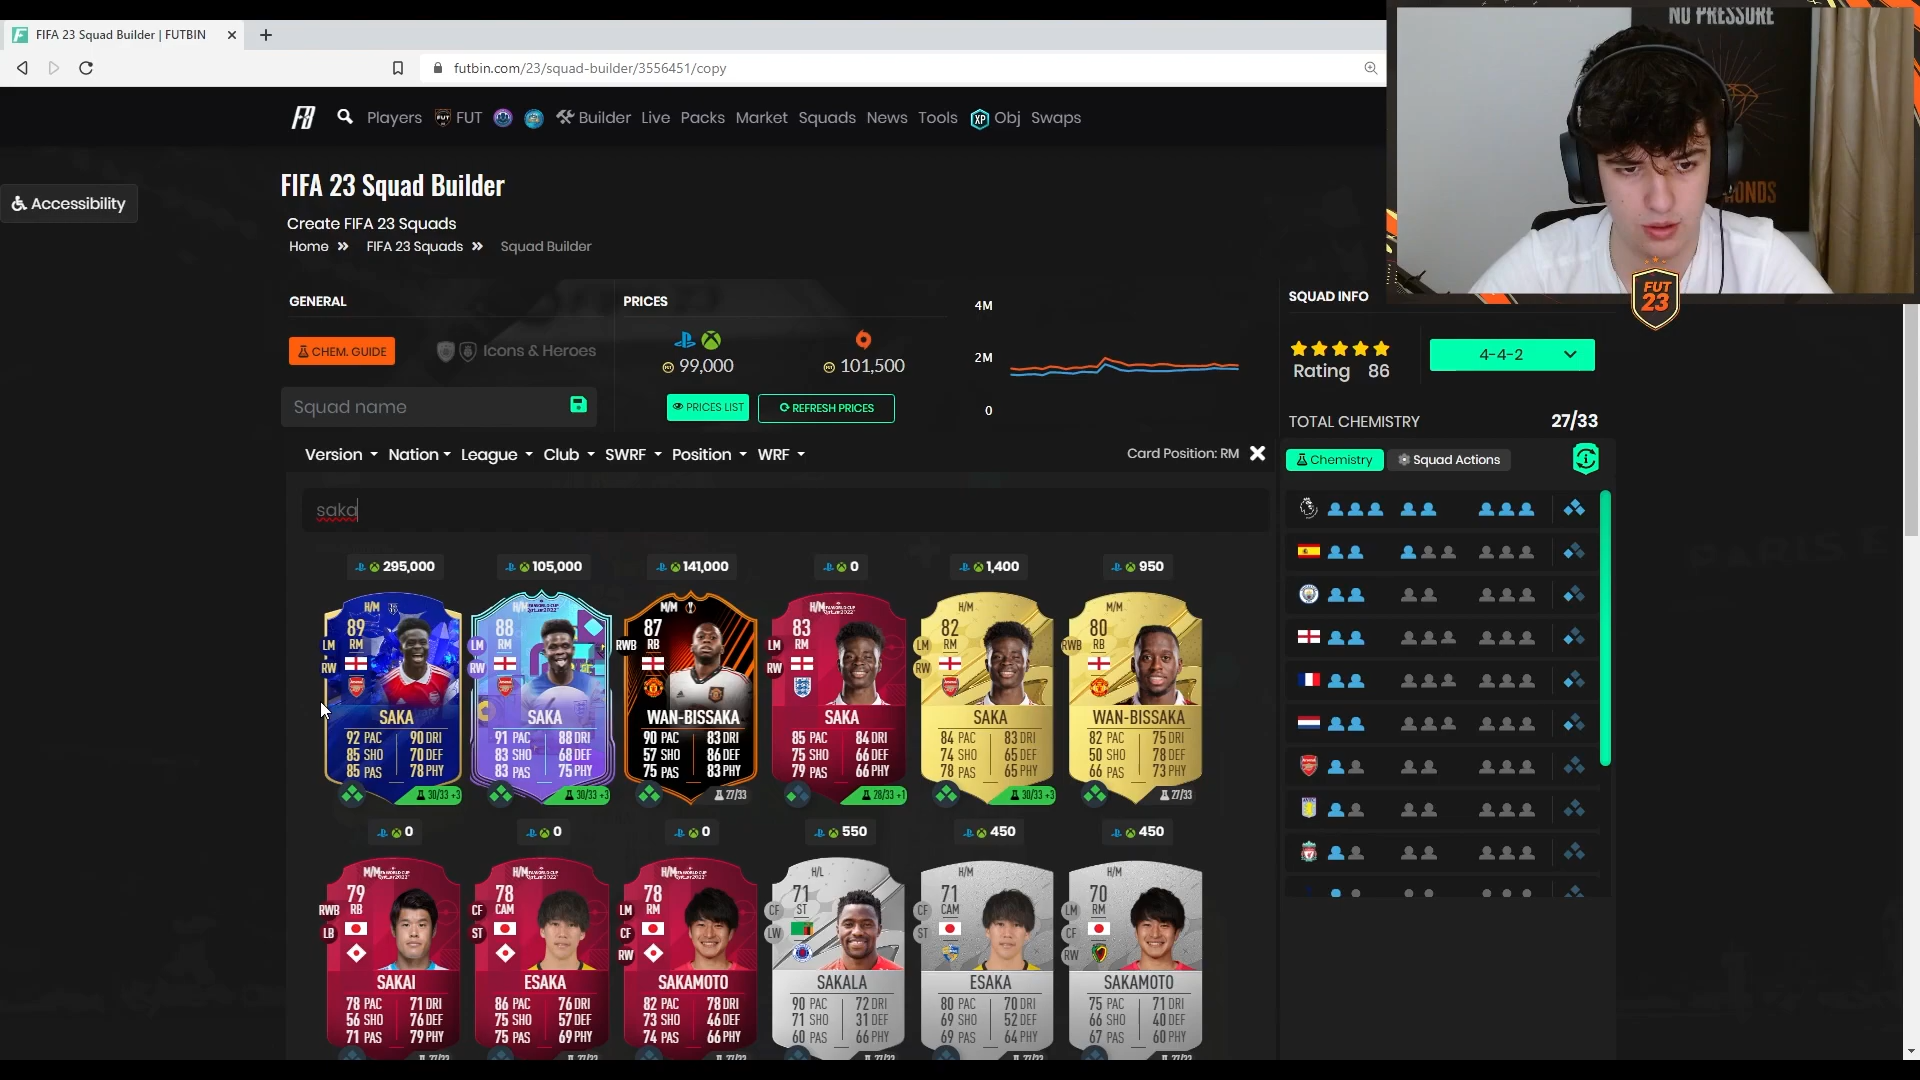 FIFA 23 Squad Builder | FUTBIN
futbin.com/23/squad-builder/3556451/copy
NO PRESSURE
Players FUT Builder Live Packs Market Squads News Tools XP Obj Swaps
FIFA 23 Squad Builder
Accessibility
Create FIFA 23 Squads
Home » FIFA 23 Squads » Squad Builder
FUT
23
GENERAL PRICES 4M SQUAD INFO
CHEM. GUIDE Icons & Heroes 99,000 101,500 2M Rating 86 4-4-2
Squad name PRICES LIST REFRESH PRICES 0
TOTAL CHEMISTRY 27/33
Version Nation League Club SWRF Position WRF Card Position: RM
Chemistry Squad Actions
saka
295,000 105,000 141,000 0 1,400 950
H/M H/M M/M H/M H/M M/M
89 RM LM RW SAKA
92 PAC 90 DRI
85 SHO 70 DEF
85 PAS 78 PHY
30/33 +3
88 RM LM RW SAKA
91 PAC 88 DRI
83 SHO 68 DEF
83 PAS 75 PHY
30/33 +3
87 RB RWB WAN-BISSAKA
90 PAC 83 DRI
57 SHO 86 DEF
75 PAS 83 PHY
27/33
83 RM LM RW SAKA
85 PAC 84 DRI
75 SHO 66 DEF
79 PAS 66 PHY
28/33 +1
82 RM LM RW SAKA
84 PAC 83 DRI
74 SHO 65 DEF
78 PAS 65 PHY
30/33 +3
80 RB RWB WAN-BISSAKA
82 PAC 75 DRI
50 SHO 78 DEF
66 PAS 73 PHY
27/33
0 0 0 550 450 450
M/M H/M H/M H/L H/M H/M
79 RB RWB LB SAKAI
78 PAC 71 DRI
56 SHO 76 DEF
71 PAS 79 PHY
78 CAM CF ST ESAKA
86 PAC 76 DRI
75 SHO 57 DEF
75 PAS 69 PHY
78 RM LM CF RW SAKAMOTO
82 PAC 78 DRI
73 SHO 46 DEF
74 PAS 66 PHY
71 ST CF LW SAKALA
90 PAC 72 DRI
71 SHO 31 DEF
60 PAS 66 PHY
71 CAM CF ST ESAKA
80 PAC 70 DRI
69 SHO 52 DEF
69 PAS 64 PHY
70 RM LM CF RW SAKAMOTO
75 PAC 71 DRI
66 SHO 40 DEF
67 PAS 66 PHY